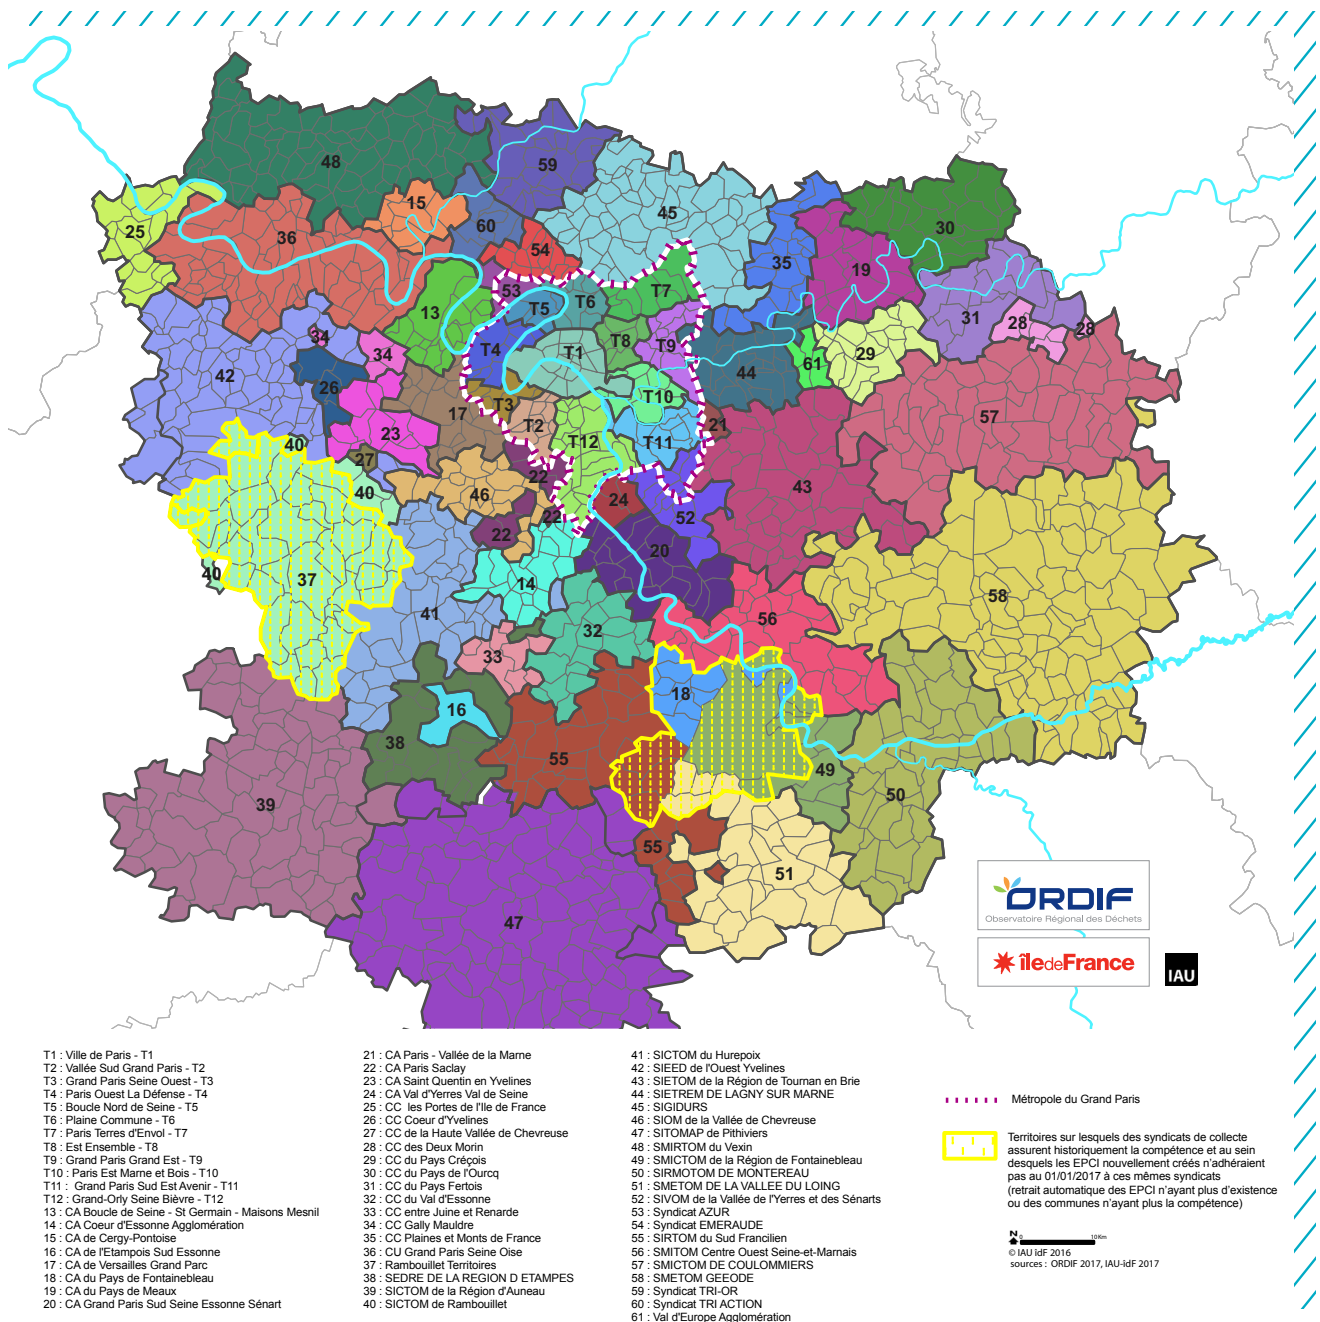 48
59
45
15
25
36
60
54
30
35
19
53
T5
T6
T7
13
31
28
28
34
34
T4
T1
T8
T9
29
61
44
42
26
T3
T2
T10
57
17
T12
T11
21
23
40
27
22
43
46
40
24
52
22
22
20
40
37
14
58
41
32
56
33
18
16
38
55
49
50
39
55
51
47
ORDIF
Observatoire Régional des Déchets
îledeFrance
IAU
T1 : Ville de Paris - T1
T2 : Vallée Sud Grand Paris - T2
T3 : Grand Paris Seine Ouest - T3
T4 : Paris Ouest La Défense - T4
T5 : Boucle Nord de Seine - T5
T6 : Plaine Commune - T6
T7 : Paris Terres d'Envol - T7
T8 : Est Ensemble - T8
T9 : Grand Paris Grand Est - T9
T10 : Paris Est Marne et Bois - T10
T11 : Grand Paris Sud Est Avenir - T11
T12 : Grand-Orly Seine Bièvre - T12
13 : CA Boucle de Seine - St Germain - Maisons Mesnil
14 : CA Coeur d'Essonne Agglomération
15 : CA de Cergy-Pontoise
16 : CA de l'Etampois Sud Essonne
17 : CA de Versailles Grand Parc
18 : CA du Pays de Fontainebleau
19 : CA du Pays de Meaux
20 : CA Grand Paris Sud Seine Essonne Sénart
21 : CA Paris - Vallée de la Marne
22 : CA Paris Saclay
23 : CA Saint Quentin en Yvelines
24 : CA Val d'Yerres Val de Seine
25 : CC les Portes de l'Ile de France
26 : CC Coeur d'Yvelines
27 : CC de la Haute Vallée de Chevreuse
28 : CC des Deux Morin
29 : CC du Pays Créçois
30 : CC du Pays de l'Ourcq
31 : CC du Pays Fertois
32 : CC du Val d'Essonne
33 : CC entre Juine et Renarde
34 : CC Gally Mauldre
35 : CC Plaines et Monts de France
36 : CU Grand Paris Seine Oise
37 : Rambouillet Territoires
38 : SEDRE DE LA REGION D ETAMPES
39 : SICTOM de la Région d'Auneau
40 : SICTOM de Rambouillet
41 : SICTOM du Hurepoix
42 : SIEED de l'Ouest Yvelines
43 : SIETOM de la Région de Tournan en Brie
44 : SIETREM DE LAGNY SUR MARNE
45 : SIGIDURS
46 : SIOM de la Vallée de Chevreuse
47 : SITOMAP de Pithiviers
48 : SMIRTOM du Vexin
49 : SMICTOM de la Région de Fontainebleau
50 : SIRMOTOM DE MONTEREAU
51 : SMETOM DE LA VALLEE DU LOING
52 : SIVOM de la Vallée de l'Yerres et des Sénarts
53 : Syndicat AZUR
54 : Syndicat EMERAUDE
55 : SIRTOM du Sud Francilien
56 : SMITOM Centre Ouest Seine-et-Marnais
57 : SMICTOM DE COULOMMIERS
58 : SMETOM GEEODE
59 : Syndicat TRI-OR
60 : Syndicat TRI ACTION
61 : Val d'Europe Agglomération
Métropole du Grand Paris
Territoires sur lesquels des syndicats de collecte
assurent historiquement la compétence et au sein
desquels les EPCI nouvellement créés n'adhéraient
pas au 01/01/2017 à ces mêmes syndicats
(retrait automatique des EPCI n'ayant plus d'existence
ou des communes n'ayant plus la compétence)
N 0 10 Km
© IAU îdF 2016
sources : ORDIF 2017, IAU-îdF 2017